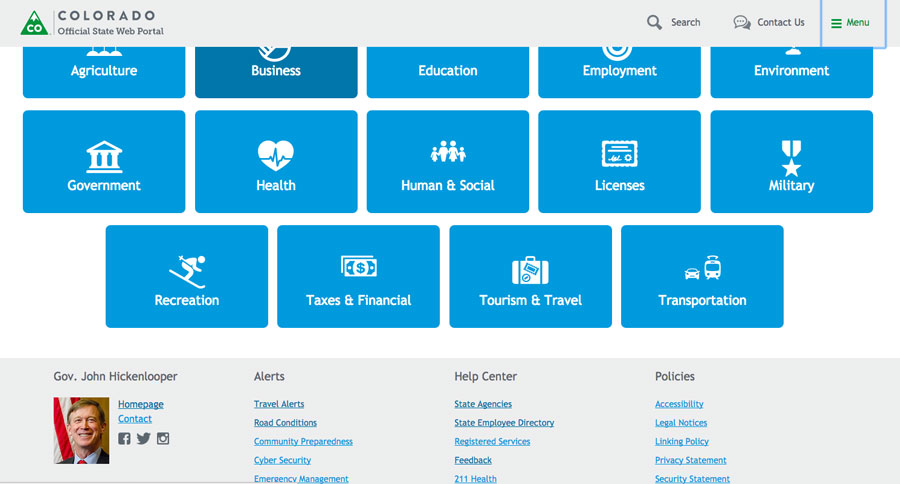 COLORADO
CO
Official State Web Portal
Search
Contact Us
Menu
Agriculture
Business
Education
Employment
Environment
Government
Health
Human & Social
Licenses
Military
Recreation
Taxes & Financial
Tourism & Travel
Transportation
Gov. John Hickenlooper
Homepage
Contact
Alerts
Travel Alerts
Road Conditions
Community Preparedness
Cyber Security
Emergency Management
Help Center
State Agencies
State Employee Directory
Registered Services
Feedback
211 Health
Policies
Accessibility
Legal Notices
Linking Policy
Privacy Statement
Security Statement